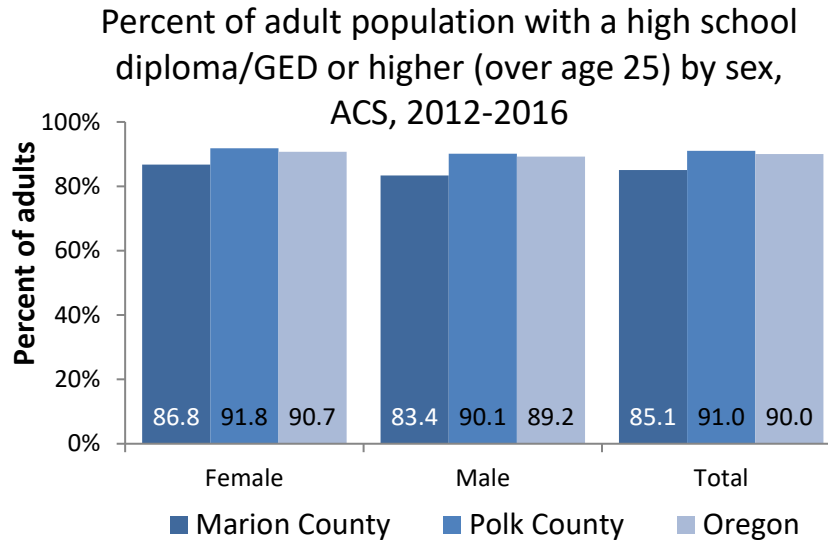 Percent of adult population with a high school
diploma/GED or higher (over age 25) by sex,
ACS, 2012-2016
Percent of adults
100%
80%
60%
40%
20%
0%
86.8 91.8 90.7 83.4 90.1 89.2 85.1 91.0 90.0
Female Male Total
Marion County Polk County Oregon